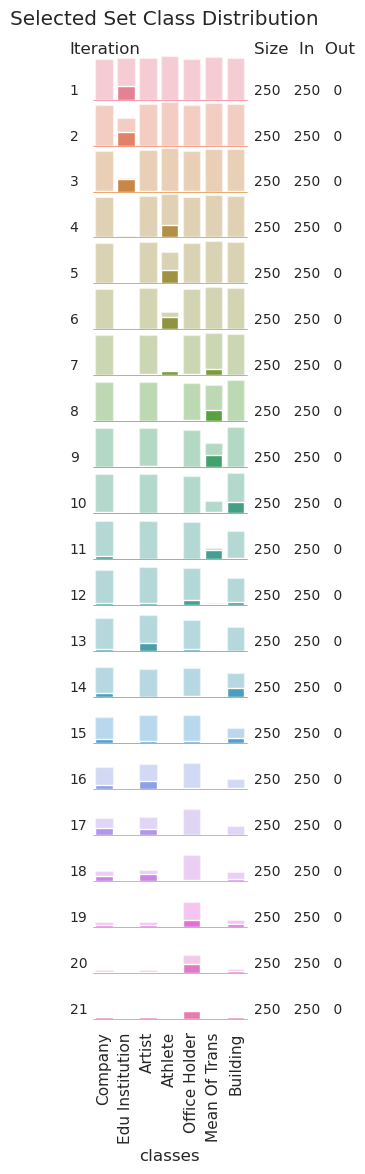 Selected Set Class Distribution
Iteration Size In Out
1 250 250 0
2 250 250 0
3 250 250 0
4 250 250 0
5 250 250 0
6 250 250 0
7 250 250 0
8 250 250 0
9 250 250 0
10 250 250 0
11 250 250 0
12 250 250 0
13 250 250 0
14 250 250 0
15 250 250 0
16 250 250 0
17 250 250 0
18 250 250 0
19 250 250 0
20 250 250 0
21 250 250 0
Company
Edu Institution
Artist
Athlete
Office Holder
Mean Of Trans
Building
classes